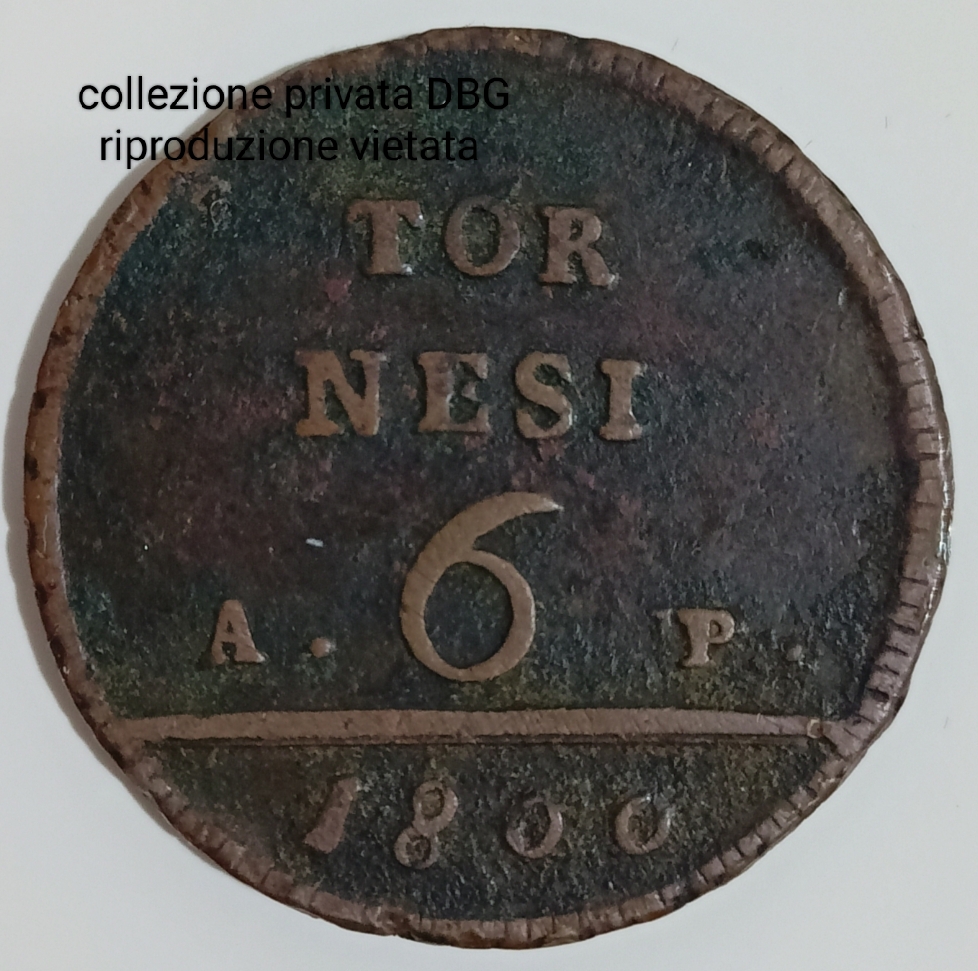 collezione privata DBG
riproduzione vietata
TOR
NESI
A . 6 P .
1800